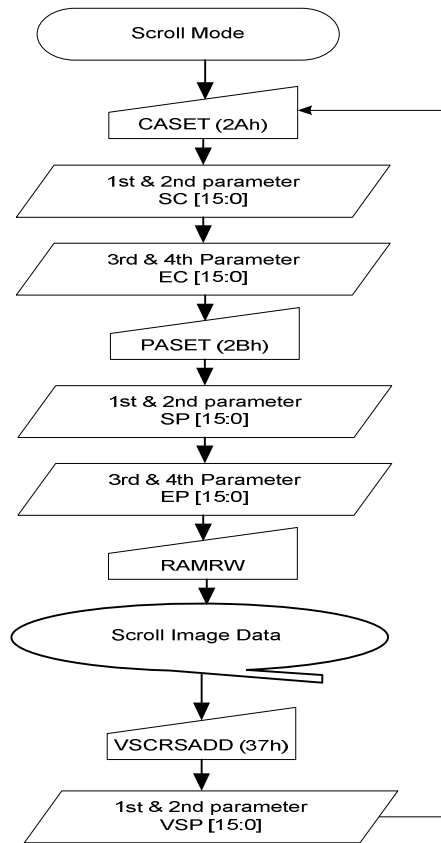 Scroll Mode
CASET (2Ah)
1st & 2nd parameter
SC [15:0]
3rd & 4th Parameter
EC [15:0]
PASET (2Bh)
1st & 2nd parameter
SP [15:0]
3rd & 4th Parameter
EP [15:0]
RAMRW
Scroll Image Data
VSCRSADD (37h)
1st & 2nd parameter
VSP [15:0]